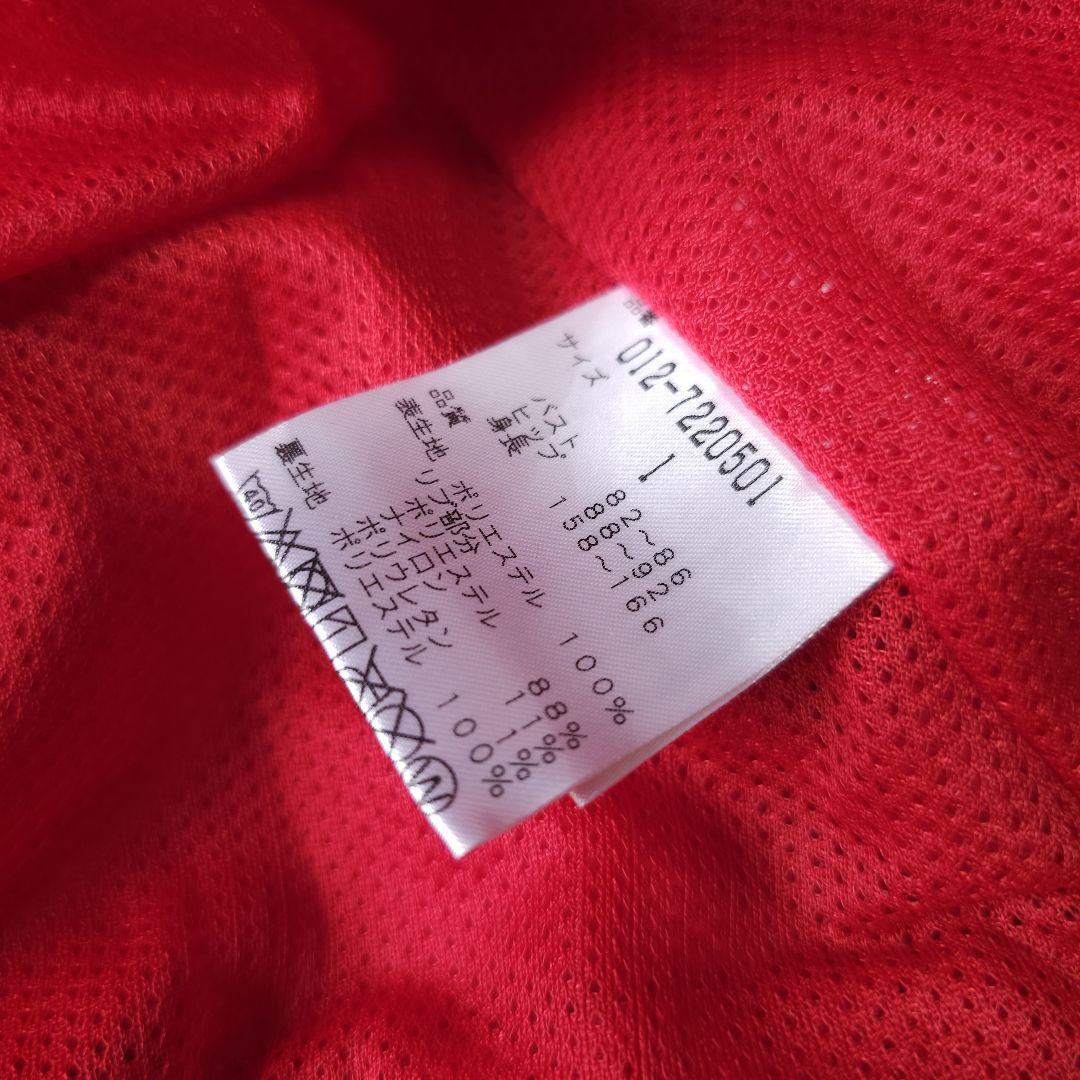 品番
012-7220501
サイズ 1
バスト 82～86
ヒップ 88～92
身長 158～166
品質
表生地 ポリエステル 100%
リブ部分
ポリエステル 88%
ナイロン 11%
ポリウレタン 1%
裏生地 ポリエステル 100%
40 W